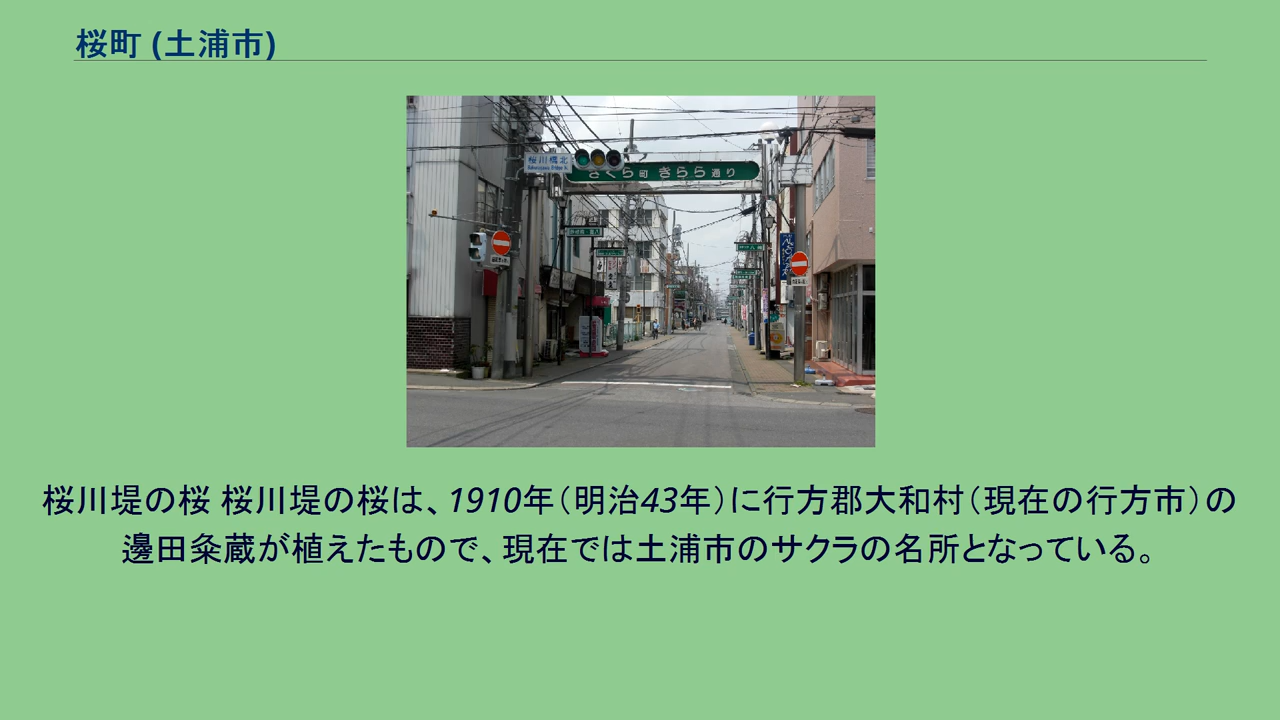 桜町 (土浦市)
桜川橋北
さくら町 きらら通り
桜川堤の桜 桜川堤の桜は、1910年（明治43年）に行方郡大和村（現在の行方市）の
邊田粂蔵が植えたもので、現在では土浦市のサクラの名所となっている。